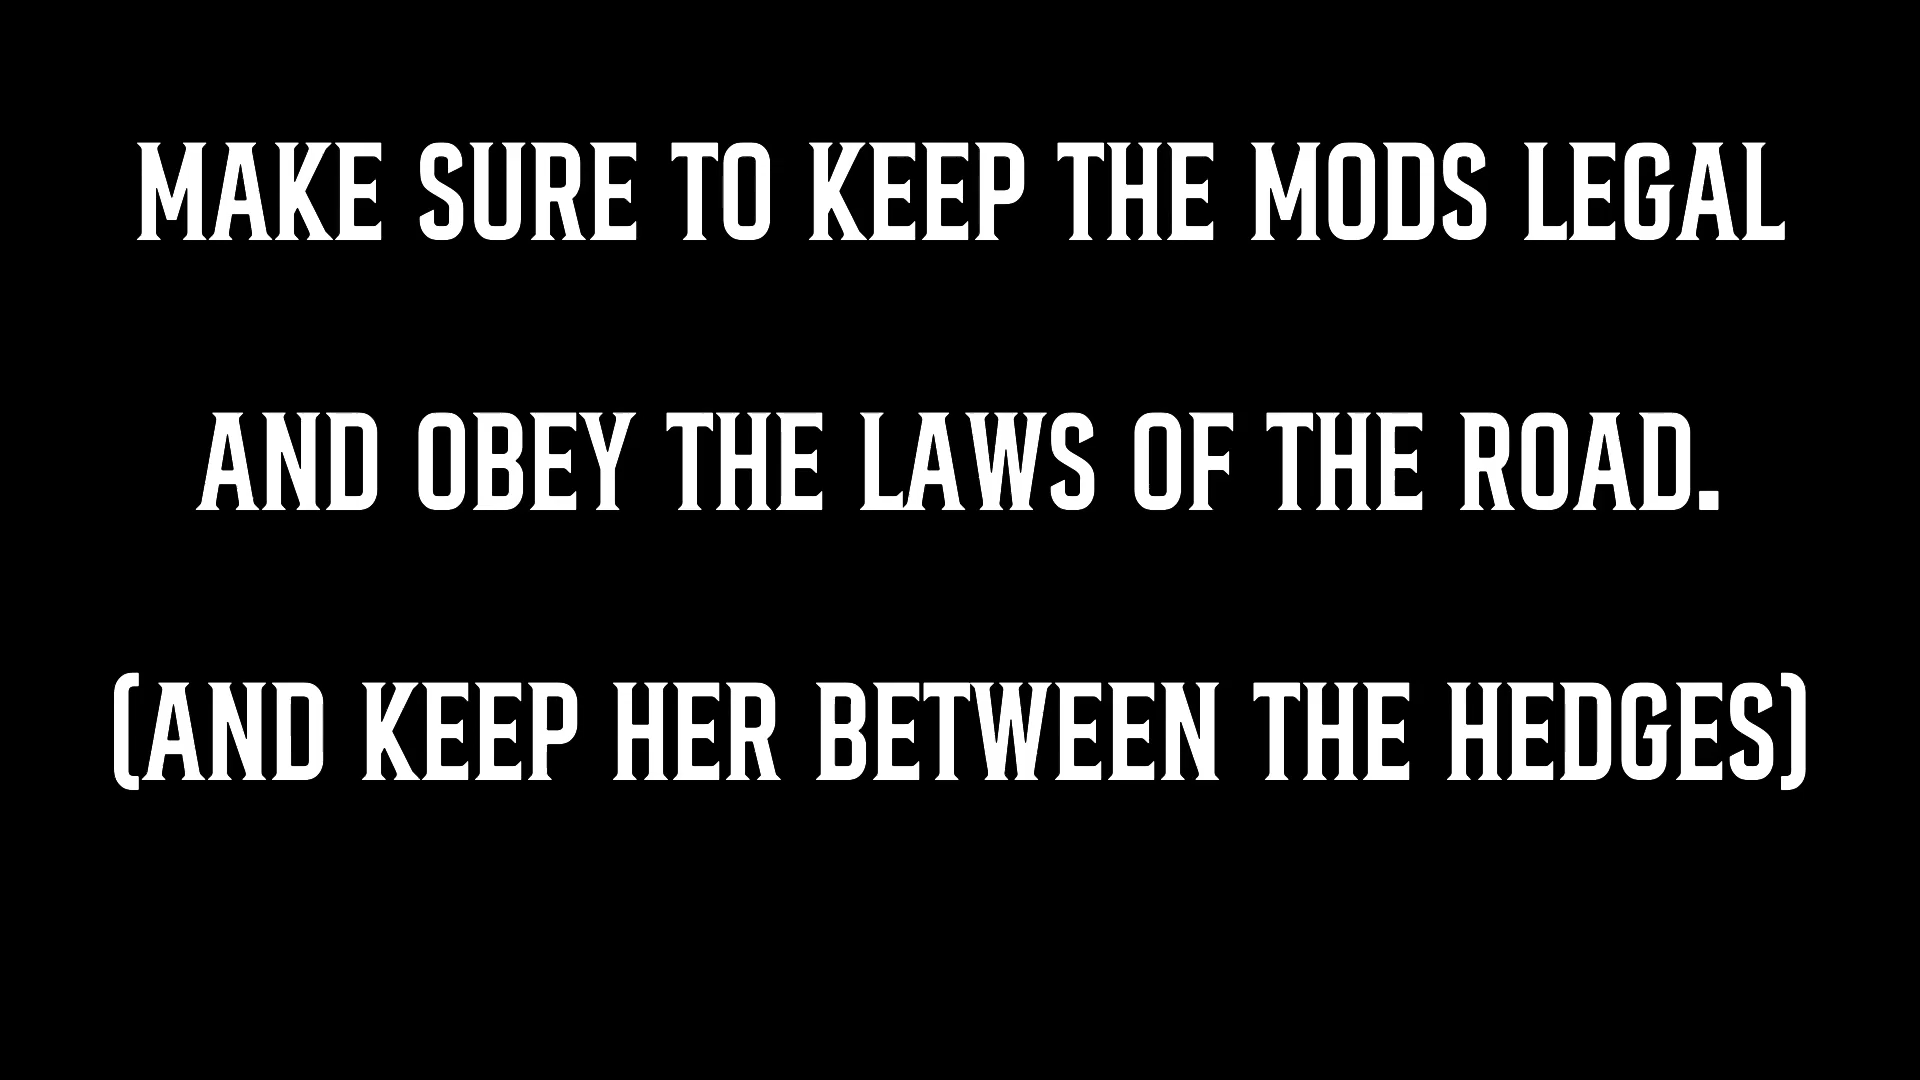 MAKE SURE TO KEEP THE MODS LEGAL
AND OBEY THE LAWS OF THE ROAD.
(AND KEEP HER BETWEEN THE HEDGES)